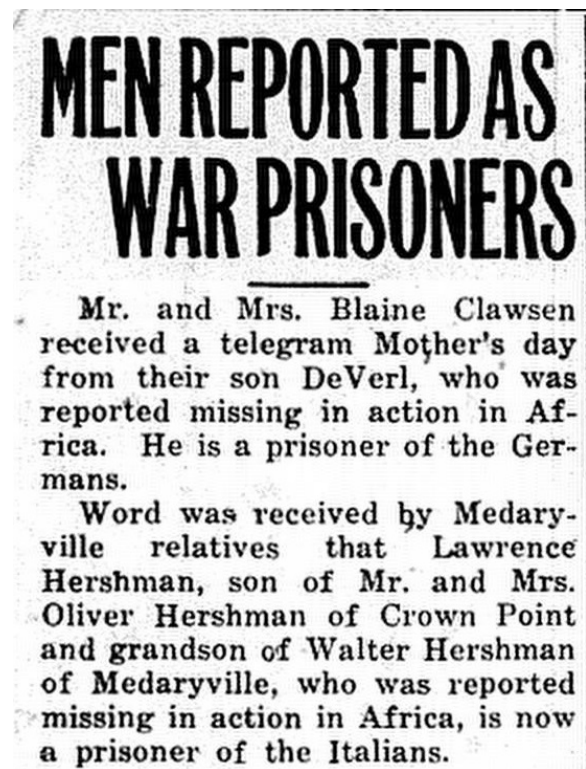 MEN REPORTED AS
WAR PRISONERS
Mr. and Mrs. Blaine Clawsen
received a telegram Mother's day
from their son DeVerl, who was
reported missing in action in Af-
rica. He is a prisoner of the Ger-
mans.
Word was received by Medary-
ville relatives that Lawrence
Hershman, son of Mr. and Mrs.
Oliver Hershman of Crown Point
and grandson of Walter Hershman
of Medaryville, who was reported
missing in action in Africa, is now
a prisoner of the Italians.